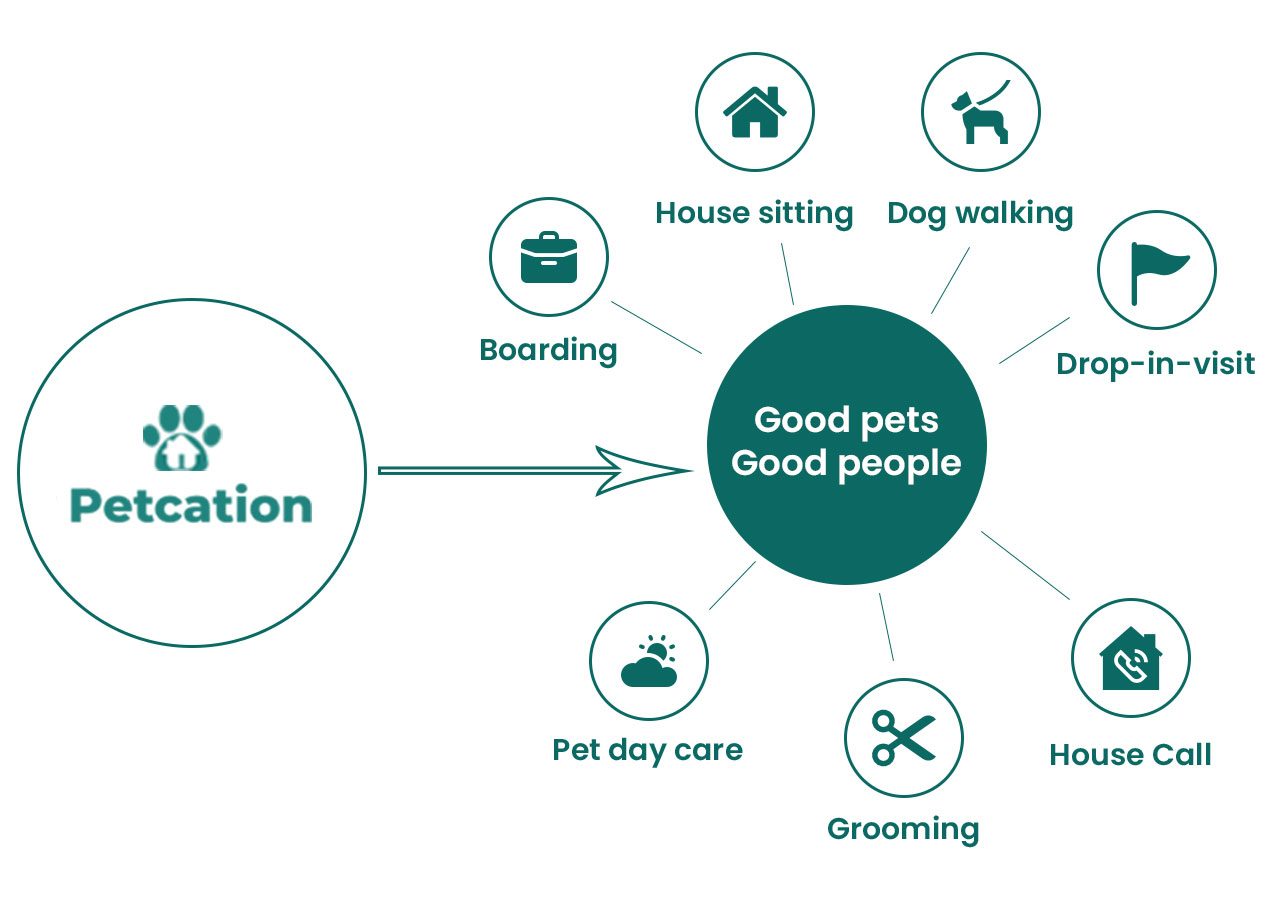 House sitting
Dog walking
Boarding
Drop-in-visit
Good pets
Good people
Petcation
Pet day care
House Call
Grooming